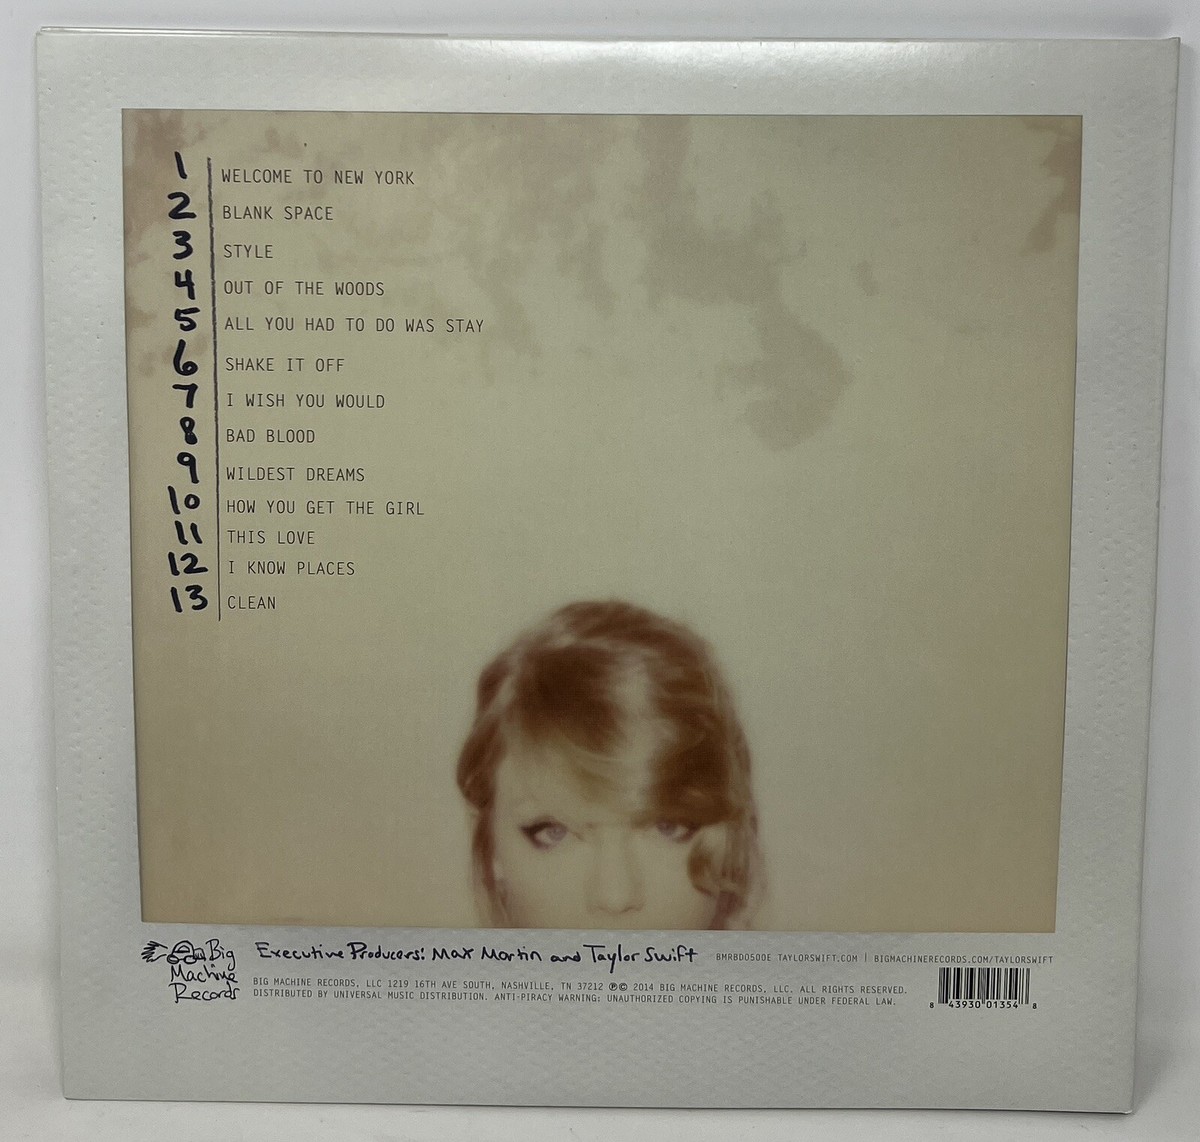 1 WELCOME TO NEW YORK
2 BLANK SPACE
3 STYLE
4 OUT OF THE WOODS
5 ALL YOU HAD TO DO WAS STAY
6 SHAKE IT OFF
7 I WISH YOU WOULD
8 BAD BLOOD
9 WILDEST DREAMS
10 HOW YOU GET THE GIRL
11 THIS LOVE
12 I KNOW PLACES
13 CLEAN
Big
Machine
Records
Executive Producers: Max Martin and Taylor Swift
BMRBD0500E TAYLORSWIFT.COM | BIGMACHINERECORDS.COM/TAYLORSWIFT
BIG MACHINE RECORDS, LLC 1219 16TH AVE SOUTH, NASHVILLE, TN 37212 ℗© 2014 BIG MACHINE RECORDS, LLC. ALL RIGHTS RESERVED.
DISTRIBUTED BY UNIVERSAL MUSIC DISTRIBUTION. ANTI-PIRACY WARNING: UNAUTHORIZED COPYING IS PUNISHABLE UNDER FEDERAL LAW.
8 43930 01354 8